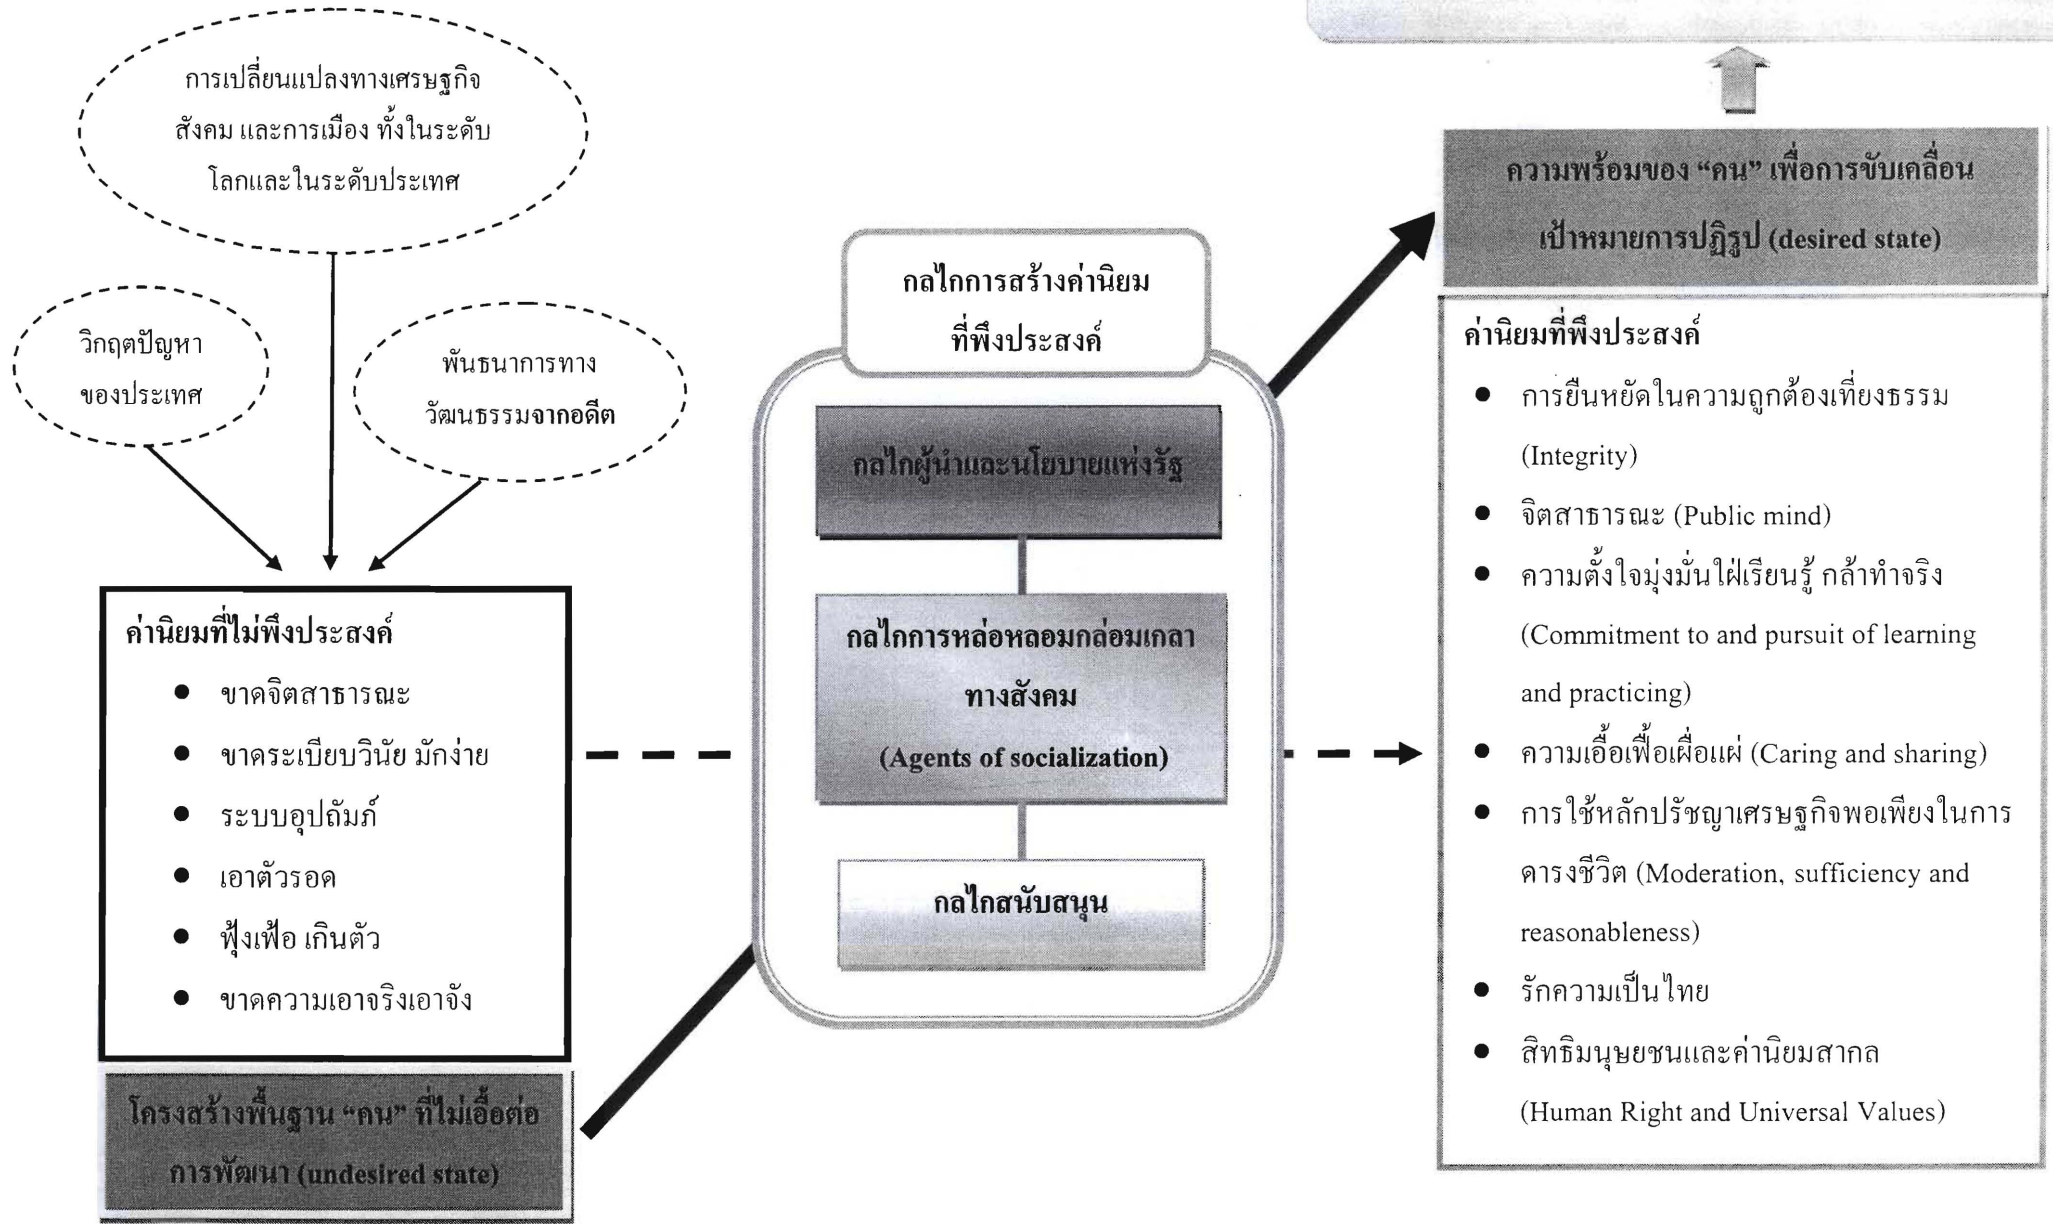 การเปลี่ยนแปลงทางเศรษฐกิจ
สังคม และการเมือง ทั้งในระดับ
โลกและในระดับประเทศ
วิกฤตปัญหา
ของประเทศ
พันธนาการทาง
วัฒนธรรมจากอดีต
ค่านิยมที่ไม่พึงประสงค์
● ขาดจิตสาธารณะ
● ขาดระเบียบวินัย มักง่าย
● ระบบอุปถัมภ์
● เอาตัวรอด
● ฟุ้งเฟ้อ เกินตัว
● ขาดความเอาจริงเอาจัง
โครงสร้างพื้นฐาน “คน” ที่ไม่เอื้อต่อ
การพัฒนา (undesired state)
กลไกการสร้างค่านิยม
ที่พึงประสงค์
กลไกผู้นำและนโยบายแห่งรัฐ
กลไกการหล่อหลอมกล่อมเกลา
ทางสังคม
(Agents of socialization)
กลไกสนับสนุน
ความพร้อมของ “คน” เพื่อการขับเคลื่อน
เป้าหมายการปฏิรูป (desired state)
ค่านิยมที่พึงประสงค์
● การยืนหยัดในความถูกต้องเที่ยงธรรม
(Integrity)
● จิตสาธารณะ (Public mind)
● ความตั้งใจมุ่งมั่นใฝ่เรียนรู้ กล้าทำจริง
(Commitment to and pursuit of learning
and practicing)
● ความเอื้อเฟื้อเผื่อแผ่ (Caring and sharing)
● การใช้หลักปรัชญาเศรษฐกิจพอเพียงในการ
ดารงชีวิต (Moderation, sufficiency and
reasonableness)
● รักความเป็นไทย
● สิทธิมนุษยชนและค่านิยมสากล
(Human Right and Universal Values)